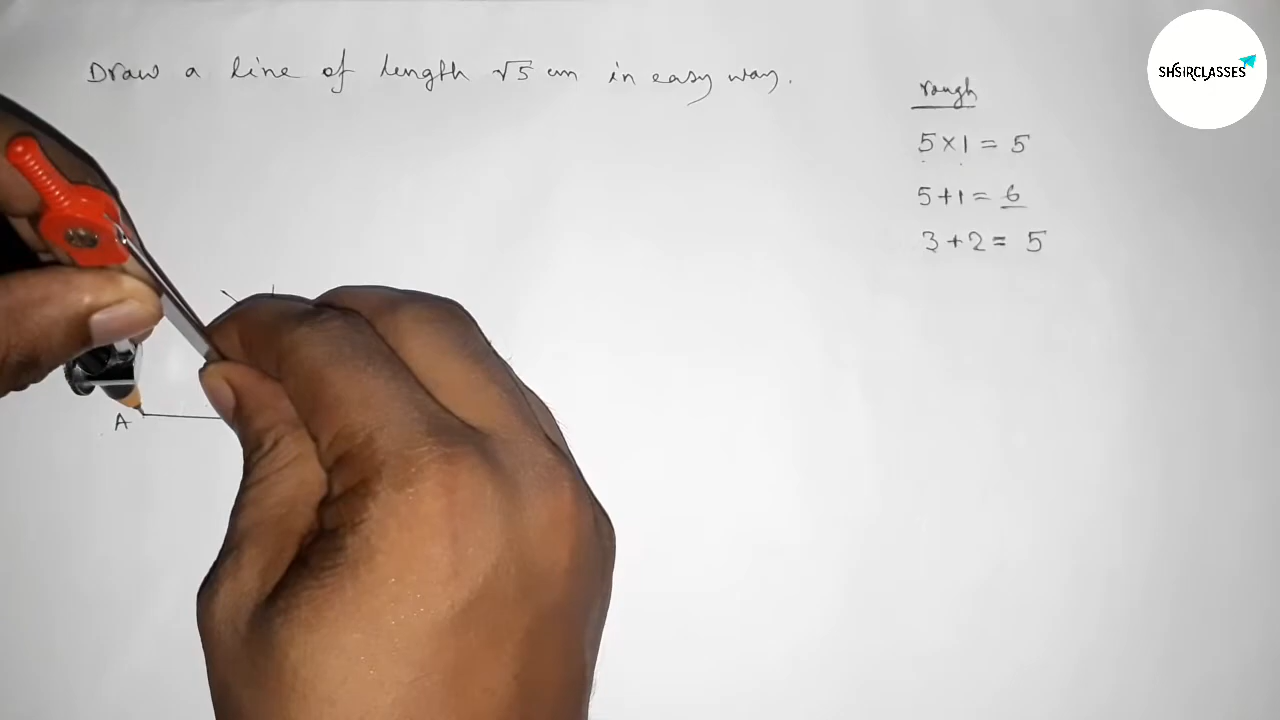 Draw a line of length √5 cm in easy way.
SHSIRCLASSES
rough
5×1 = 5
5+1 = 6
3+2 = 5
A